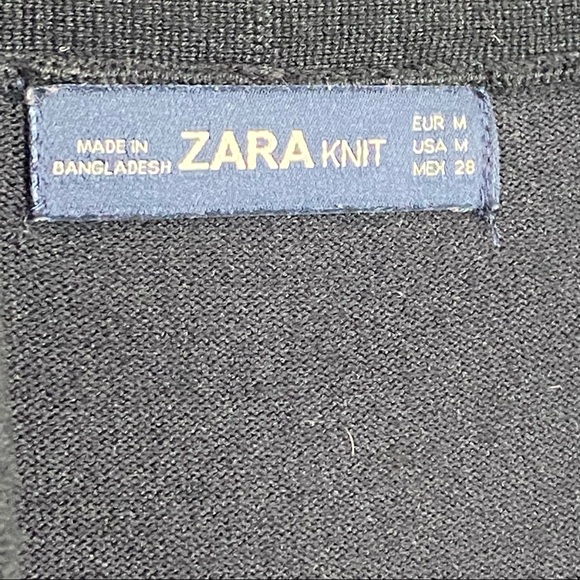 MADE IN
BANGLADESH
ZARA KNIT
EUR M
USA M
MEX 28